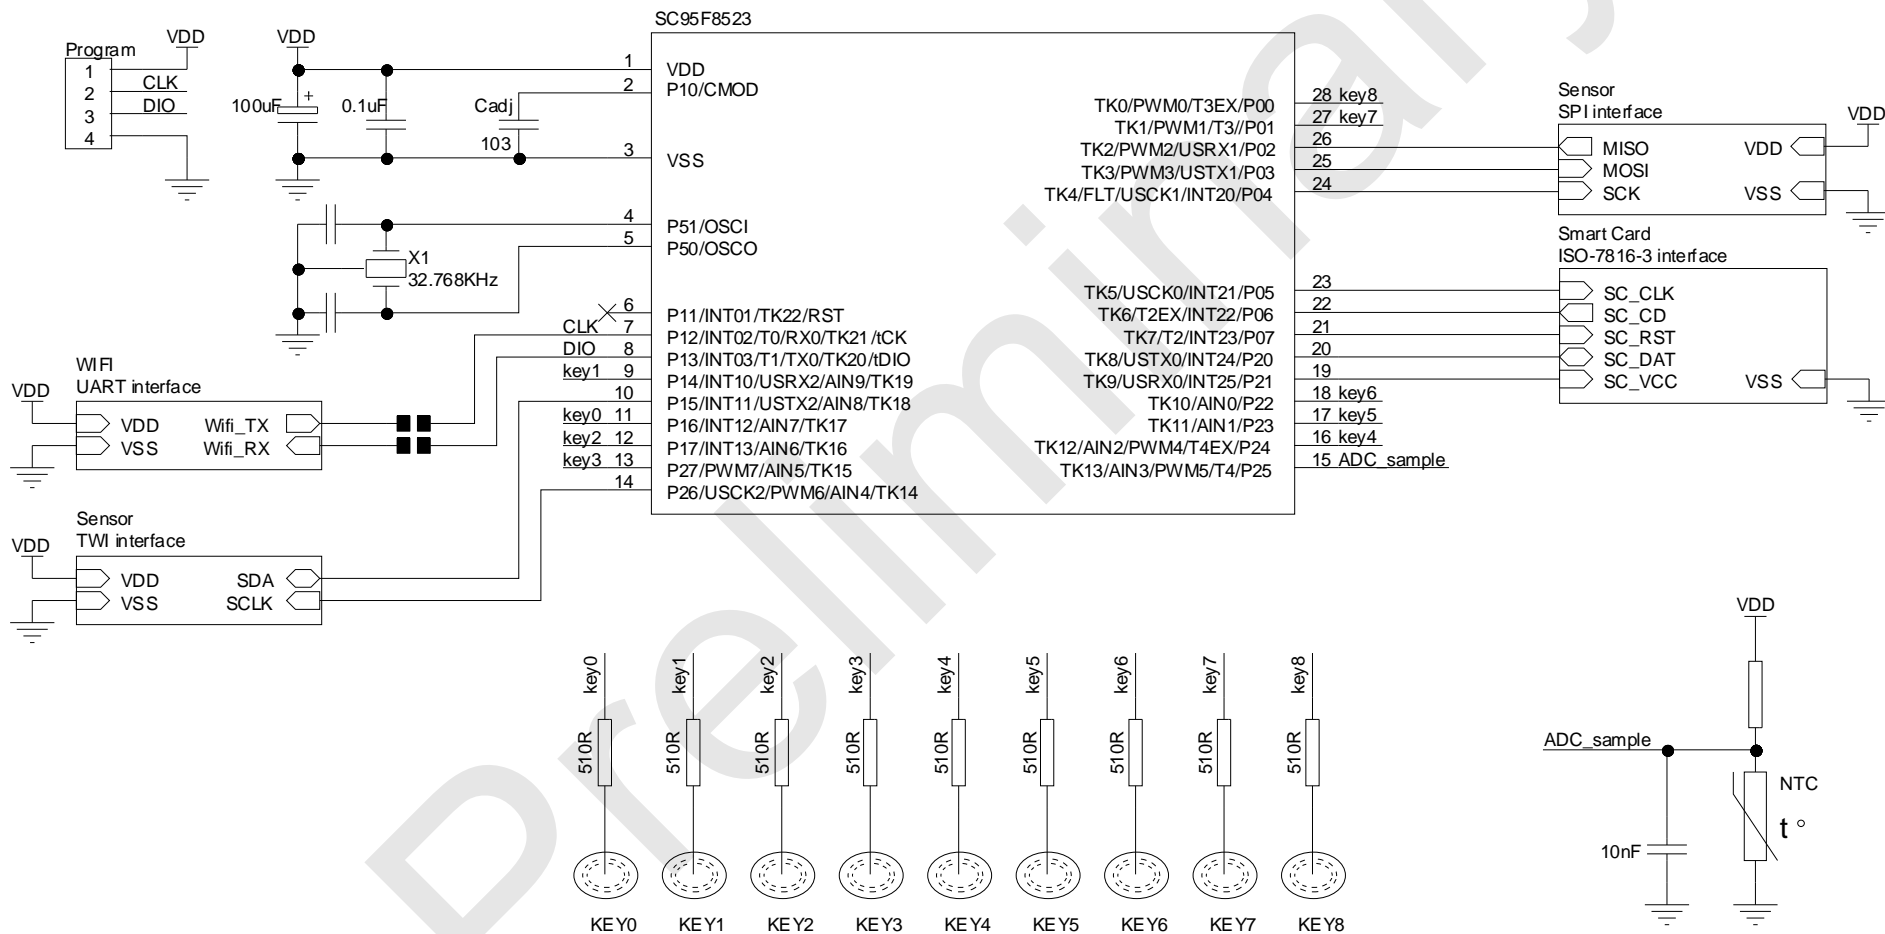 SC95F8523
Program
1
2
3
4
VDD
CLK
DIO
VDD
100uF
+
0.1uF
Cadj
103
X1
32.768KHz
1 VDD
2 P10/CMOD
3 VSS
4 P51/OSCI
5 P50/OSCO
6 P11/INT01/TK22/RST
CLK 7 P12/INT02/T0/RX0/TK21/tCK
DIO 8 P13/INT03/T1/TX0/TK20/tDIO
key1 9 P14/INT10/USRX2/AIN9/TK19
10 P15/INT11/USTX2/AIN8/TK18
key0 11 P16/INT12/AIN7/TK17
key2 12 P17/INT13/AIN6/TK16
key3 13 P27/PWM7/AIN5/TK15
14 P26/USCK2/PWM6/AIN4/TK14
TK0/PWM0/T3EX/P00 28 key8
TK1/PWM1/T3//P01 27 key7
TK2/PWM2/USRX1/P02 26
TK3/PWM3/USTX1/P03 25
TK4/FLT/USCK1/INT20/P04 24
TK5/USCK0/INT21/P05 23
TK6/T2EX/INT22/P06 22
TK7/T2/INT23/P07 21
TK8/USTX0/INT24/P20 20
TK9/USRX0/INT25/P21 19
TK10/AIN0/P22 18 key6
TK11/AIN1/P23 17 key5
TK12/AIN2/PWM4/T4EX/P24 16 key4
TK13/AIN3/PWM5/T4/P25 15 ADC_sample
Sensor
SPI interface
VDD
MISO VDD
MOSI
SCK VSS
Smart Card
ISO-7816-3 interface
SC_CLK
SC_CD
SC_RST
SC_DAT
SC_VCC VSS
WIFI
UART interface
VDD
VDD Wifi_TX
VSS Wifi_RX
Sensor
TWI interface
VDD
VDD SDA
VSS SCLK
key0 key1 key2 key3 key4 key5 key6 key7 key8
510R 510R 510R 510R 510R 510R 510R 510R 510R
KEY0 KEY1 KEY2 KEY3 KEY4 KEY5 KEY6 KEY7 KEY8
VDD
ADC_sample
NTC
t °
10nF
Preliminary